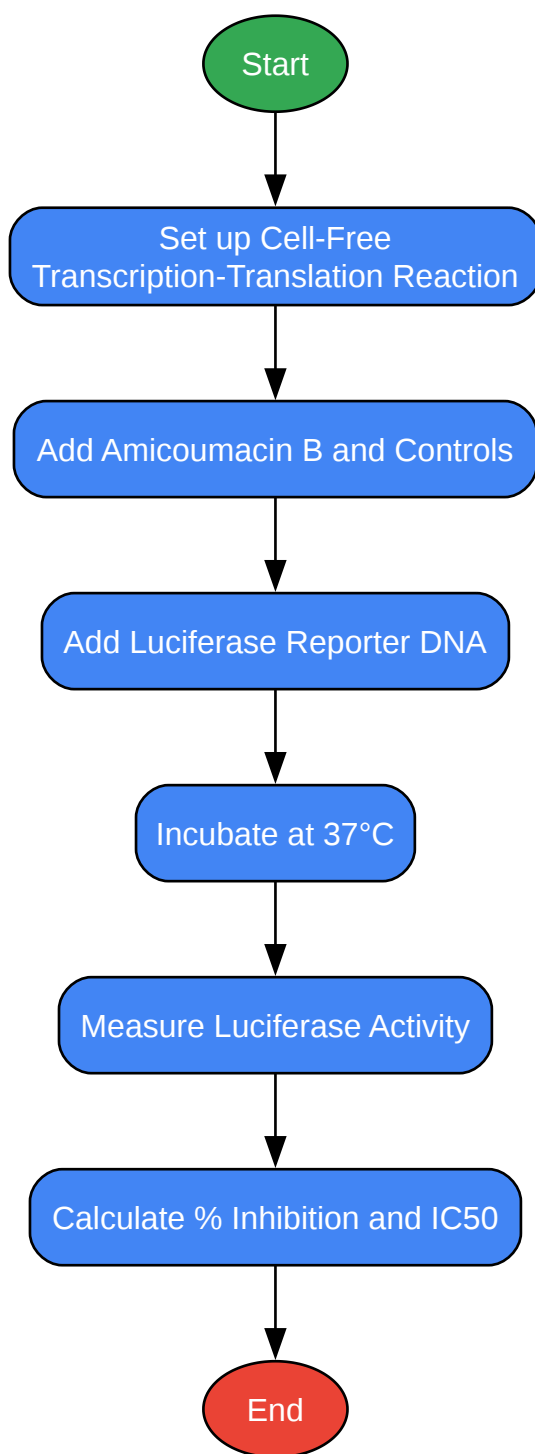 Start
Set up Cell-Free
Transcription-Translation Reaction
Add Amicoumacin B and Controls
Add Luciferase Reporter DNA
Incubate at 37°C
Measure Luciferase Activity
Calculate % Inhibition and IC50
End